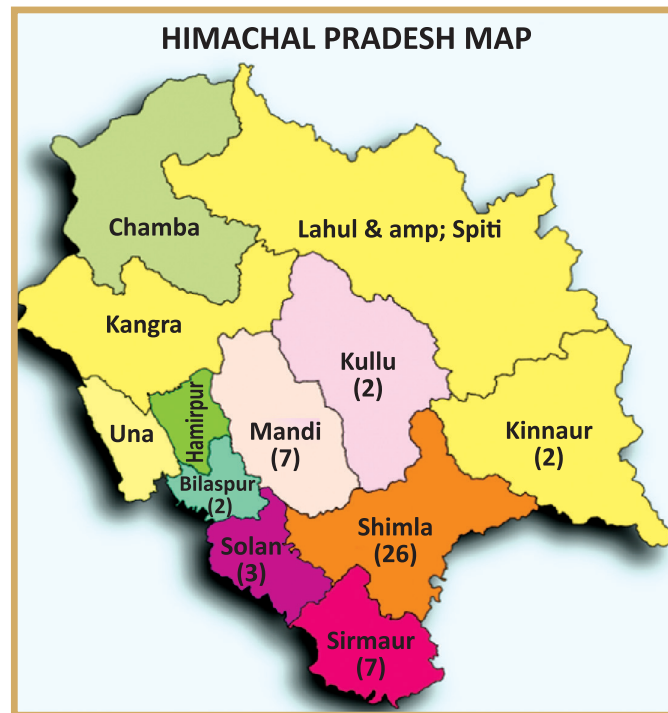 HIMACHAL PRADESH MAP
Chamba
Lahul & amp; Spiti
Kangra
Kullu
(2)
Una
Hamirpur
Mandi
(7)
Kinnaur
(2)
Bilaspur
(2)
Shimla
(26)
Solan
(3)
Sirmaur
(7)